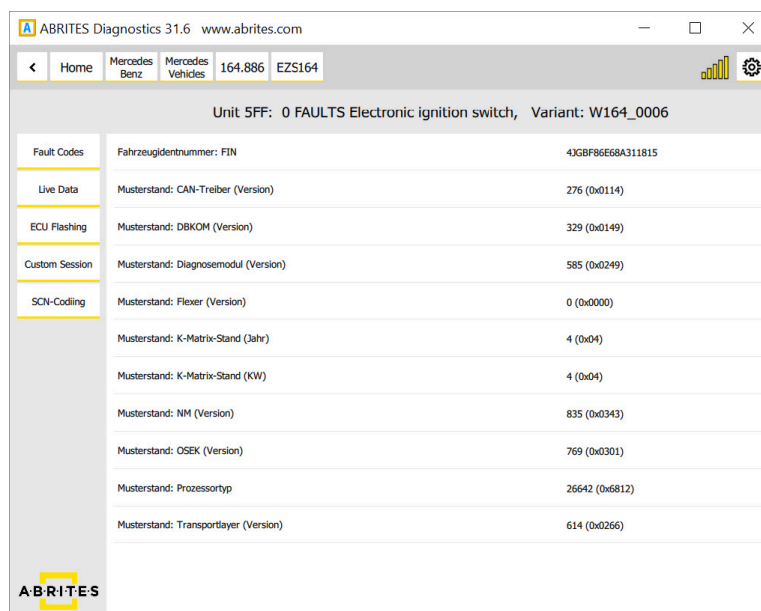 ABRITES Diagnostics 31.6 www.abrites.com
Home
Mercedes Benz
Mercedes Vehicles
164.886
EZS164
Unit 5FF: 0 FAULTS Electronic ignition switch, Variant: W164_0006
Fault Codes
Live Data
ECU Flashing
Custom Session
SCN-Codiing
Fahrzeugidentnummer: FIN 4JGBF86E68A311815
Musterstand: CAN-Treiber (Version) 276 (0x0114)
Musterstand: DBKOM (Version) 329 (0x0149)
Musterstand: Diagnosemodul (Version) 585 (0x0249)
Musterstand: Flexer (Version) 0 (0x0000)
Musterstand: K-Matrix-Stand (Jahr) 4 (0x04)
Musterstand: K-Matrix-Stand (KW) 4 (0x04)
Musterstand: NM (Version) 835 (0x0343)
Musterstand: OSEK (Version) 769 (0x0301)
Musterstand: Prozessortyp 26642 (0x6812)
Musterstand: Transportlayer (Version) 614 (0x0266)
A·B·R·I·T·E·S